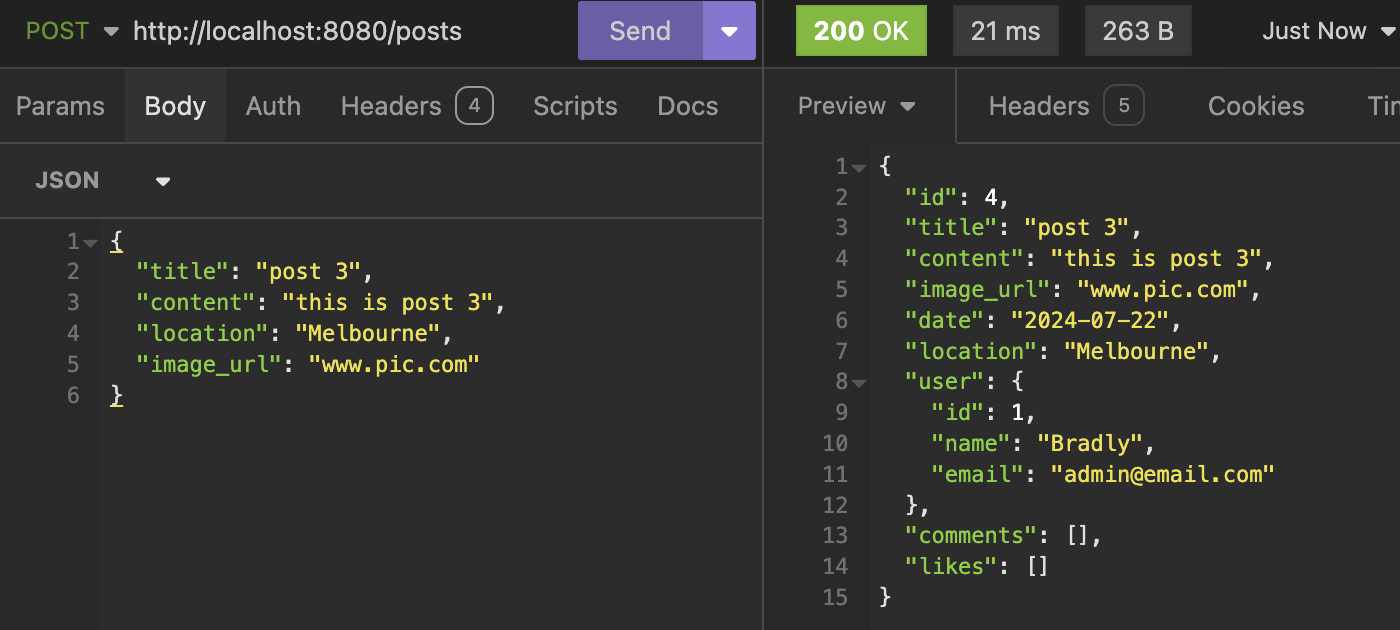 POST http://localhost:8080/posts Send
Params Body Auth Headers 4 Scripts Docs
JSON
1 {
2 "title": "post 3",
3 "content": "this is post 3",
4 "location": "Melbourne",
5 "image_url": "www.pic.com"
6 }
200 OK 21 ms 263 B Just Now
Preview Headers 5 Cookies
1 {
2 "id": 4,
3 "title": "post 3",
4 "content": "this is post 3",
5 "image_url": "www.pic.com",
6 "date": "2024-07-22",
7 "location": "Melbourne",
8 "user": {
9 "id": 1,
10 "name": "Bradly",
11 "email": "admin@email.com"
12 },
13 "comments": [],
14 "likes": []
15 }